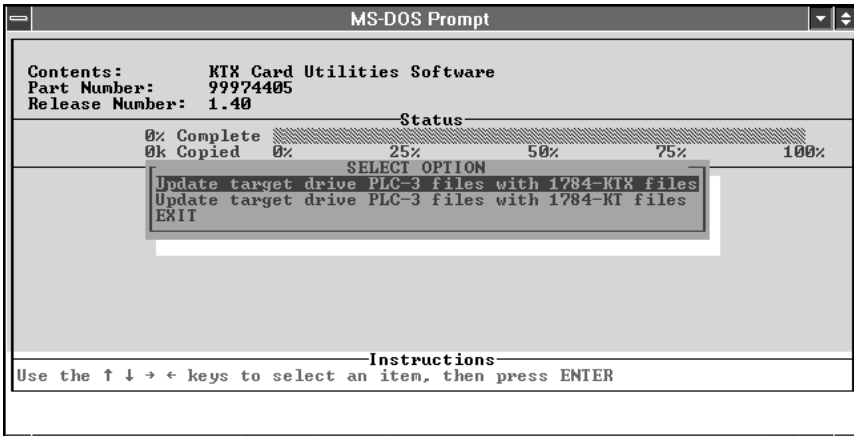 MS-DOS Prompt
Contents: KTX Card Utilities Software
Part Number: 99974405
Release Number: 1.40
Status
0% Complete
0k Copied 0% 25% 50% 75% 100%
SELECT OPTION
Update target drive PLC-3 files with 1784-KTX files
Update target drive PLC-3 files with 1784-KT files
EXIT
Instructions
Use the ↑ ↓ → ← keys to select an item, then press ENTER